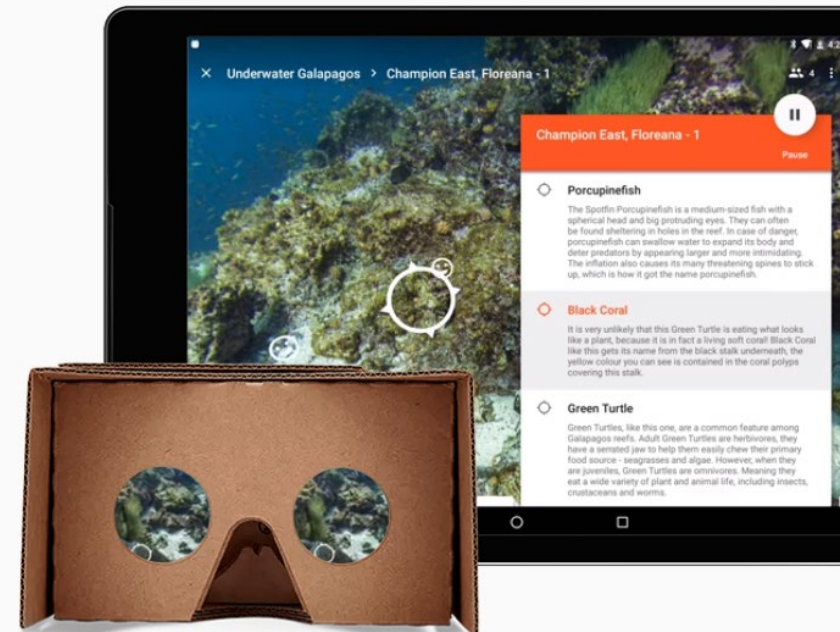 4:2
× Underwater Galapagos > Champion East, Floreana - 1 4
Champion East, Floreana - 1
Pause
Porcupinefish
The Spotfin Porcupinefish is a medium-sized fish with a
spherical head and big protruding eyes. They can often
be found sheltering in holes in the reef. In case of danger,
porcupinefish can swallow water to expand its body and
deter predators by appearing larger and more intimidating.
The inflation also causes its many threatening spines to stick
up, which is how it got the name porcupinefish.
Black Coral
It is very unlikely that this Green Turtle is eating what looks
like a plant, because it is in fact a living soft coral! Black Coral
like this gets its name from the black stalk underneath, the
yellow colour you can see is contained in the coral polyps
covering this stalk.
Green Turtle
Green Turtles, like this one, are a common feature among
Galapagos reefs. Adult Green Turtles are herbivores, they
have a serrated jaw to help them easily chew their primary
food source - seagrasses and algae. However, when they
are juveniles, Green Turtles are omnivores. Meaning they
eat a wide variety of plant and animal life, including insects,
crustaceans and worms.